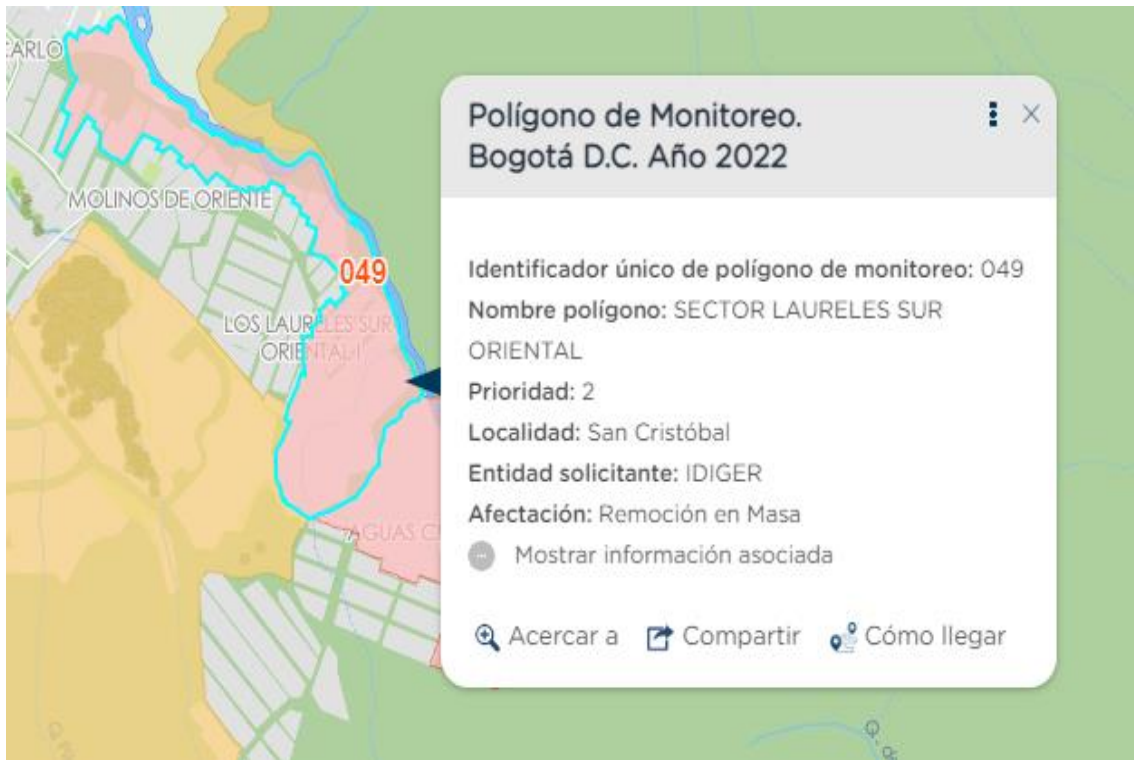 CARLO
MOLINOS DE ORIENTE
049
LOS LAURELES SUR
ORIENTAL I
AGUAS C
Q. d
Polígono de Monitoreo.
Bogotá D.C. Año 2022
Identificador único de polígono de monitoreo: 049
Nombre polígono: SECTOR LAURELES SUR
ORIENTAL
Prioridad: 2
Localidad: San Cristóbal
Entidad solicitante: IDIGER
Afectación: Remoción en Masa
Mostrar información asociada
Acercar a Compartir Cómo llegar